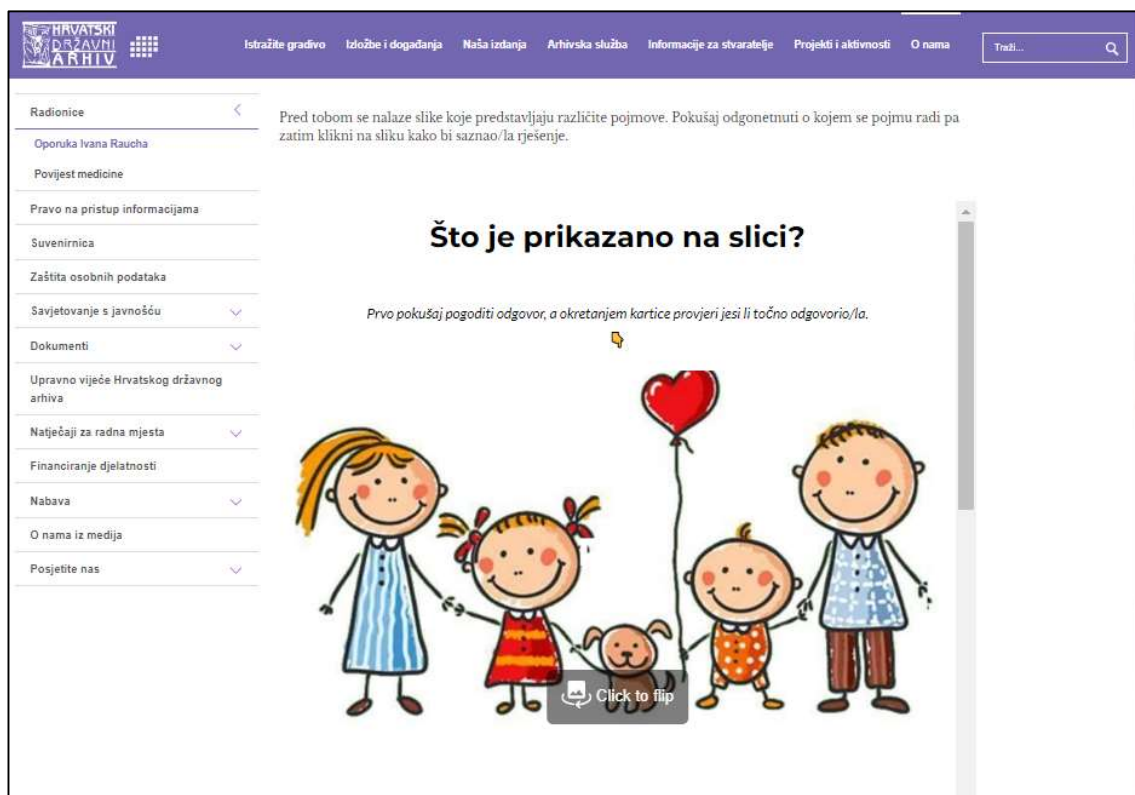 HRVATSKI
DRŽAVNI
ARHIV
Istražite gradivo Izložbe i događanja Naša izdanja Arhivska služba Informacije za stvaratelje Projekti i aktivnosti O nama Traži...
Radionice
Oporuka Ivana Raucha
Povijest medicine
Pravo na pristup informacijama
Suvenirnica
Zaštita osobnih podataka
Savjetovanje s javnošću
Dokumenti
Upravno vijeće Hrvatskog državnog
arhiva
Natječaji za radna mjesta
Financiranje djelatnosti
Nabava
O nama iz medija
Posjetite nas
Pred tobom se nalaze slike koje predstavljaju različite pojmove. Pokušaj odgonetnuti o kojem se pojmu radi pa
zatim klikni na sliku kako bi saznao/la rješenje.
Što je prikazano na slici?
Prvo pokušaj pogoditi odgovor, a okretanjem kartice provjeri jesi li točno odgovorio/la.
Click to flip